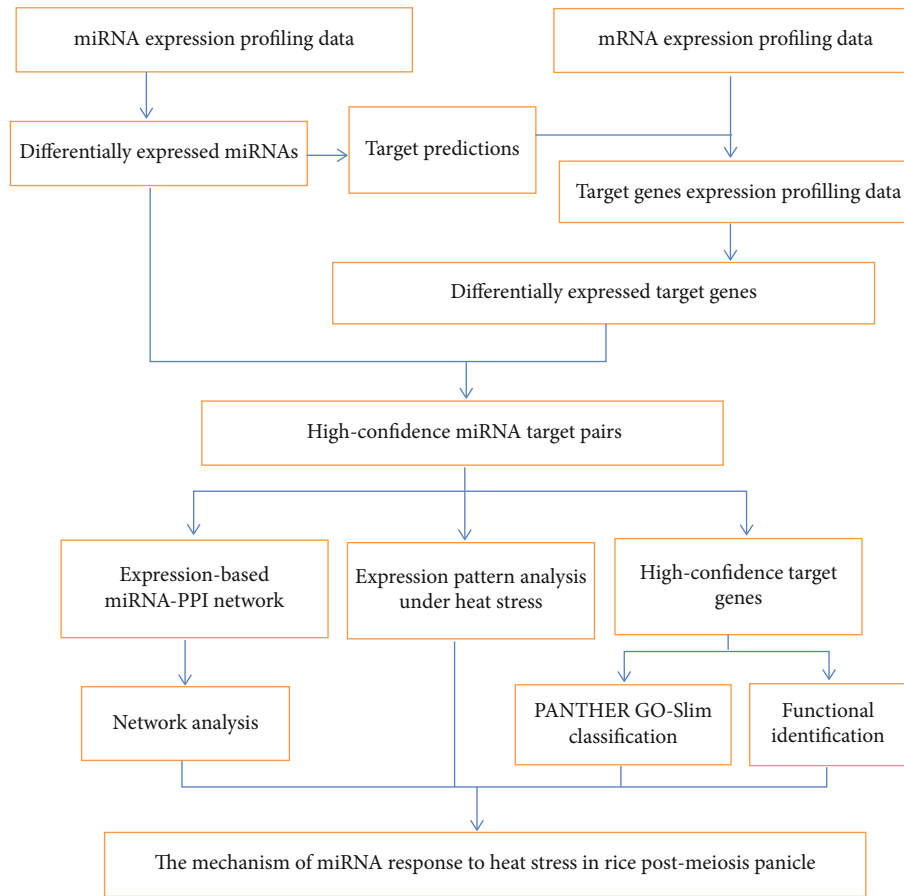 miRNA expression profiling data
mRNA expression profiling data
Differentially expressed miRNAs
Target predictions
Target genes expression profilling data
Differentially expressed target genes
High-confidence miRNA target pairs
Expression-based
miRNA-PPI network
Expression pattern analysis
under heat stress
High-confidence target
genes
Network analysis
PANTHER GO-Slim
classification
Functional
identification
The mechanism of miRNA response to heat stress in rice post-meiosis panicle